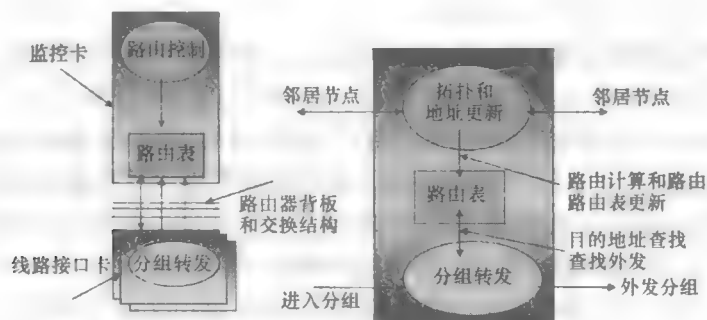 监控卡
路由控制
路由表
路由器背板
和交换结构
线路接口卡
分组转发
拓扑和
地址更新
邻居节点
邻居节点
路由计算和路由
路由表更新
路由表
目的地址查找
查找外发
分组转发
进入分组
外发分组